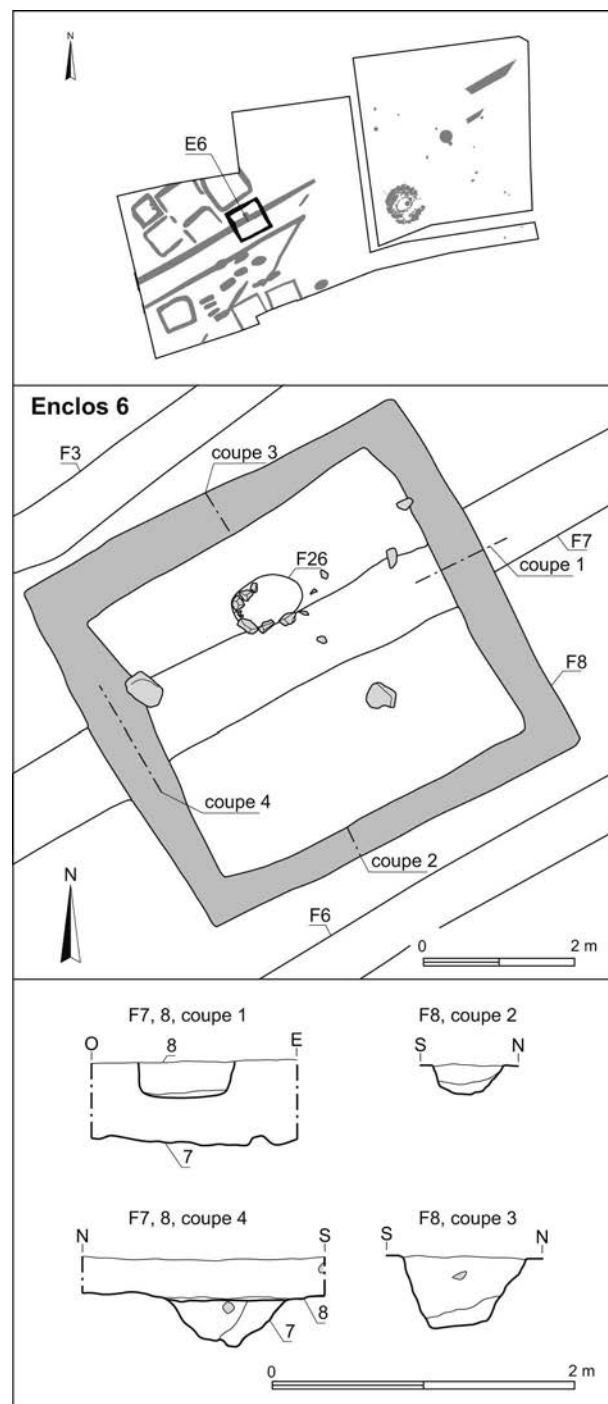 N
E6
Enclos 6
F3
coupe 3
F26
F7
coupe 1
F8
coupe 4
coupe 2
N
F6
0 2 m
F7, 8, coupe 1
O 8 E
7
F8, coupe 2
S N
F7, 8, coupe 4
N S
8
7
F8, coupe 3
S N
0 2 m